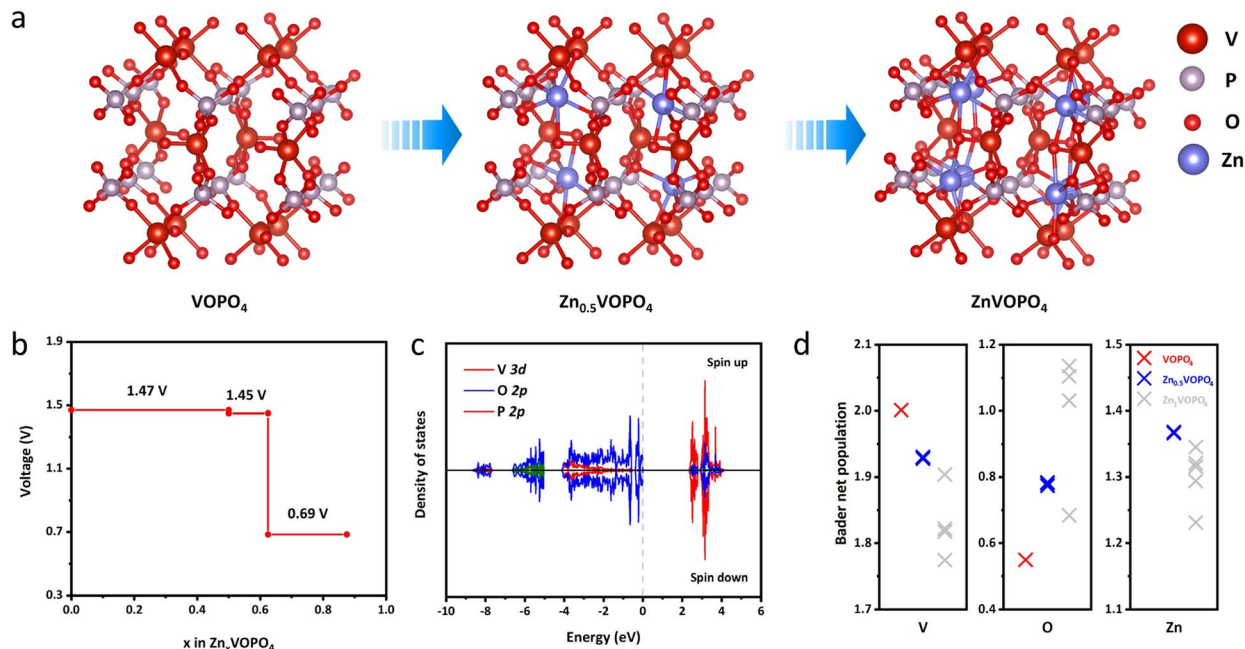 a
V
P
O
Zn
VOPO₄
Zn₀.₅VOPO₄
ZnVOPO₄
b
1.9
1.5
1.1
0.7
0.3
Voltage (V)
1.47 V
1.45 V
0.69 V
0.0
0.2
0.4
0.6
0.8
1.0
x in ZnₓVOPO₄
c
V 3d
O 2p
P 2p
Spin up
Spin down
Density of states
-10
-8
-6
-4
-2
0
2
4
6
Energy (eV)
d
Bader net population
2.1
2.0
1.9
1.8
1.7
V
1.2
1.0
0.8
0.6
0.4
O
1.5
1.4
1.3
1.2
1.1
Zn
VOPO₄
Zn₀.₅VOPO₄
Zn₁VOPO₄